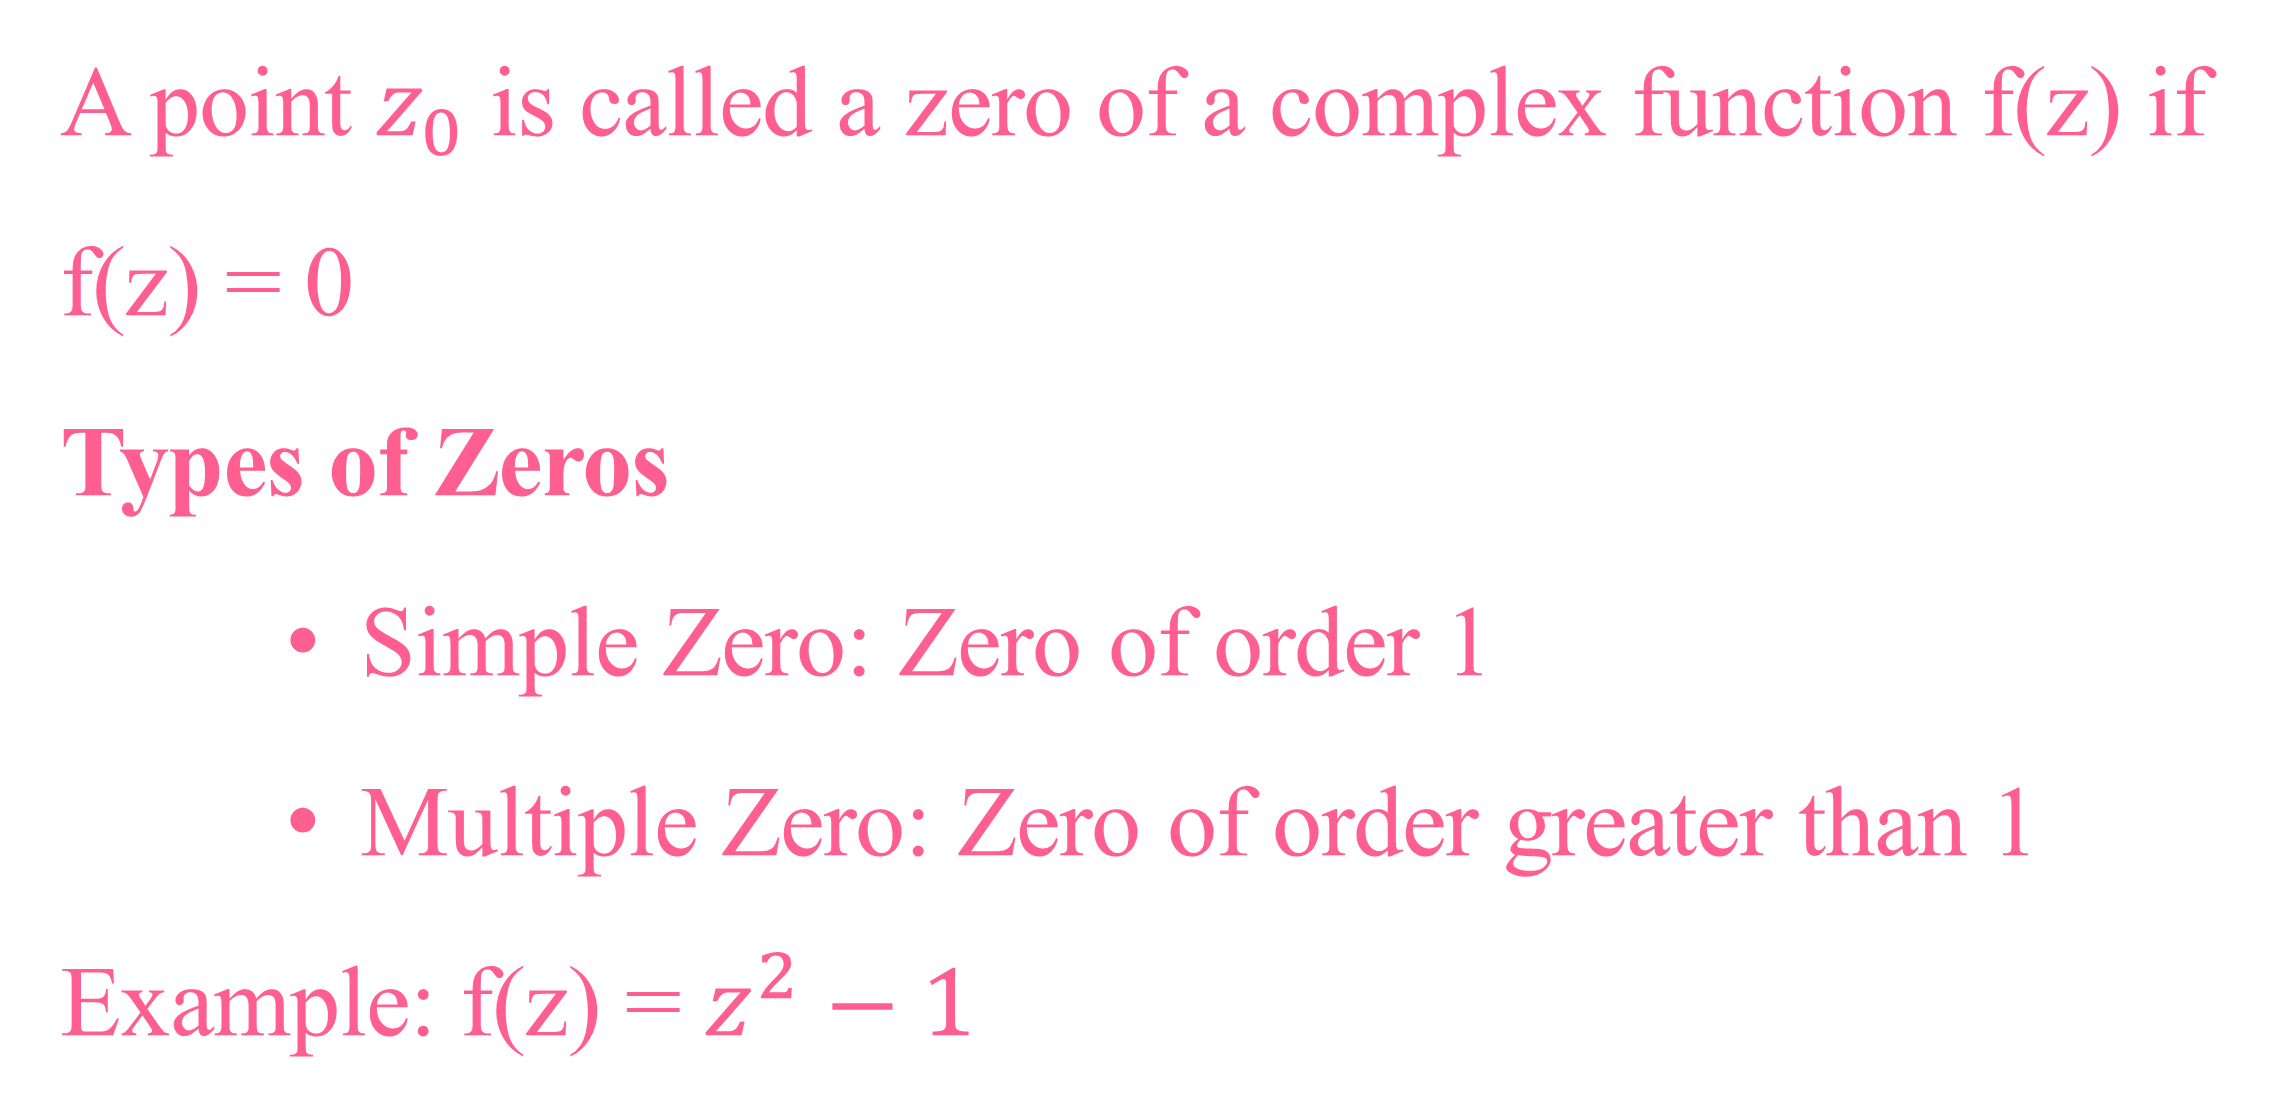 A point 𝑧₀ is called a zero of a complex function f(z) if
f(z) = 0
Types of Zeros
• Simple Zero: Zero of order 1
• Multiple Zero: Zero of order greater than 1
Example: f(z) = 𝑧² − 1